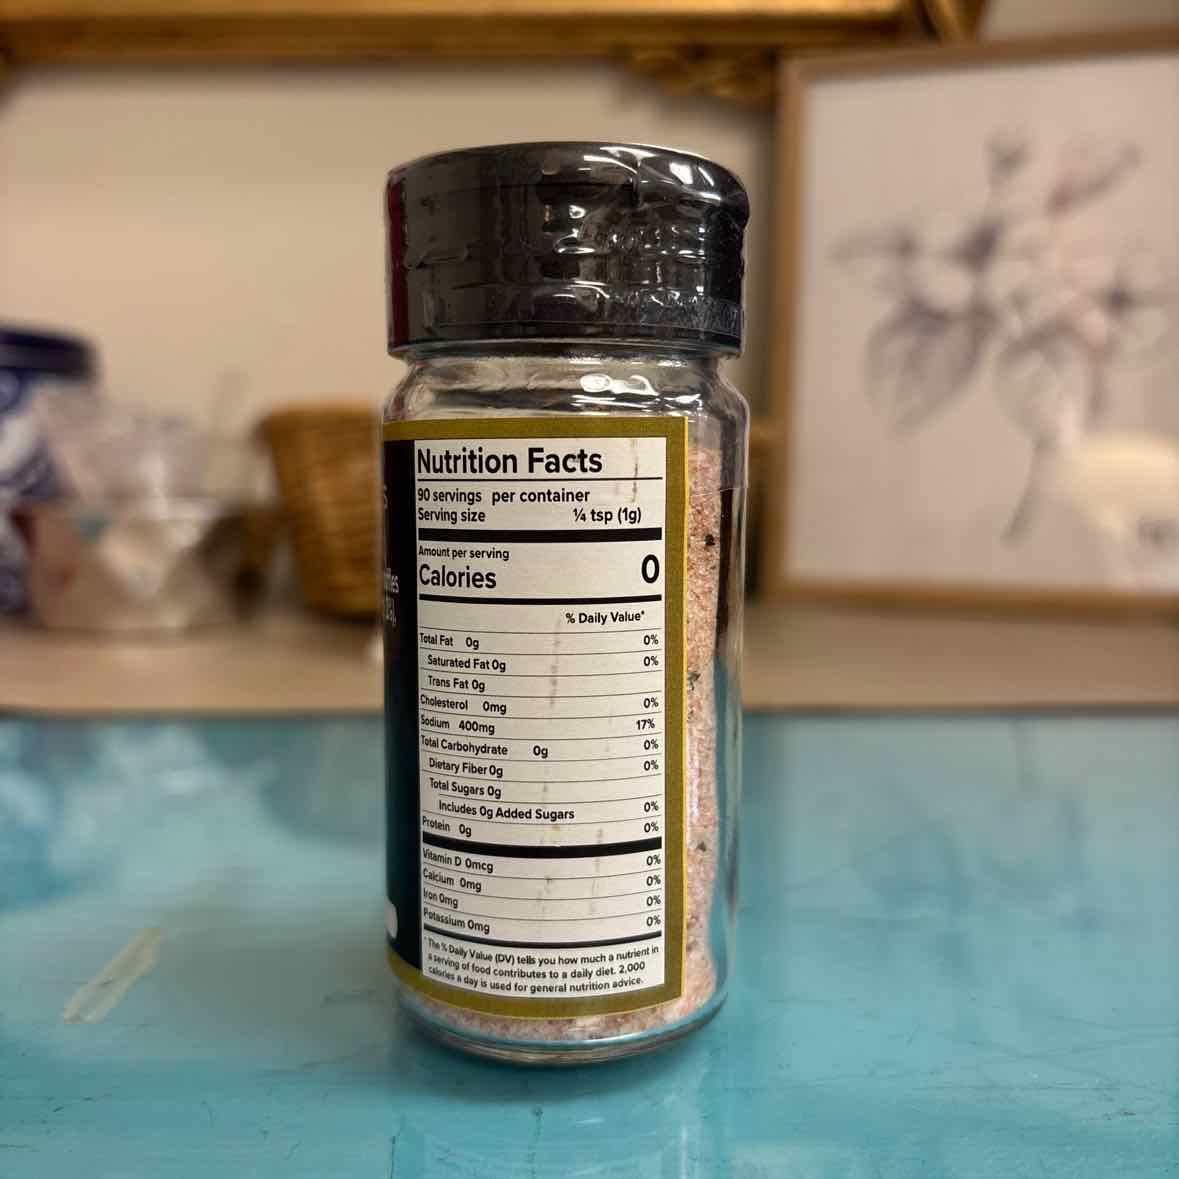 Nutrition Facts
90 servings per container
Serving size ¼ tsp (1g)
Amount per serving
Calories 0
% Daily Value*
Total Fat 0g 0%
Saturated Fat 0g 0%
Trans Fat 0g
Cholesterol 0mg 0%
Sodium 400mg 17%
Total Carbohydrate 0g 0%
Dietary Fiber 0g 0%
Total Sugars 0g
Includes 0g Added Sugars 0%
Protein 0g 0%
Vitamin D 0mcg 0%
Calcium 0mg 0%
Iron 0mg 0%
Potassium 0mg 0%
* The % Daily Value (DV) tells you how much a nutrient in
a serving of food contributes to a daily diet. 2,000
calories a day is used for general nutrition advice.